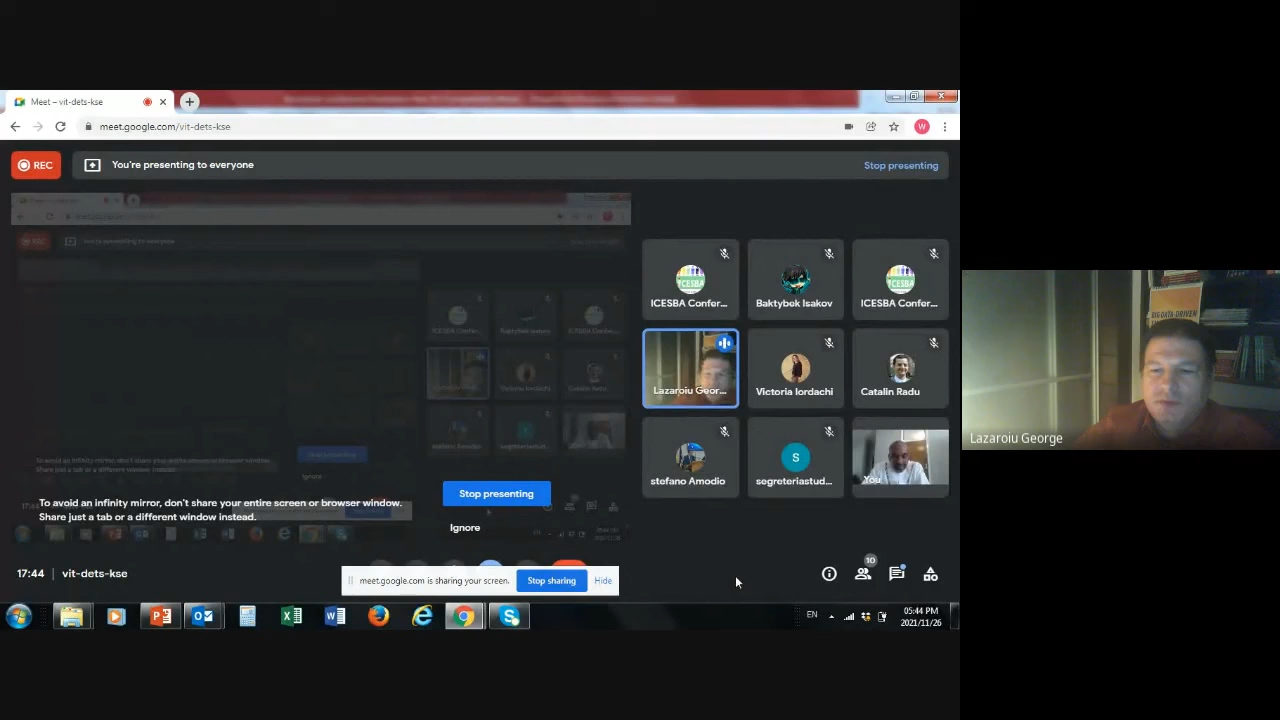 Meet – vit-dets-kse
meet.google.com/vit-dets-kse
W
REC
You're presenting to everyone
Stop presenting
ICESBA Confer...
Baktybek Isakov
ICESBA Confer...
Lazaroiu Geor...
Victoria Iordachi
Catalin Radu
stefano Amodio
S
segreteriastud...
You
To avoid an infinity mirror, don't share your entire screen or browser window.
Share just a tab or a different window instead.
Stop presenting
Ignore
17:44 | vit-dets-kse
meet.google.com is sharing your screen.
Stop sharing
Hide
10
EN
05:44 PM
2021/11/26
BIG DATA-DRIVEN
Lazaroiu George